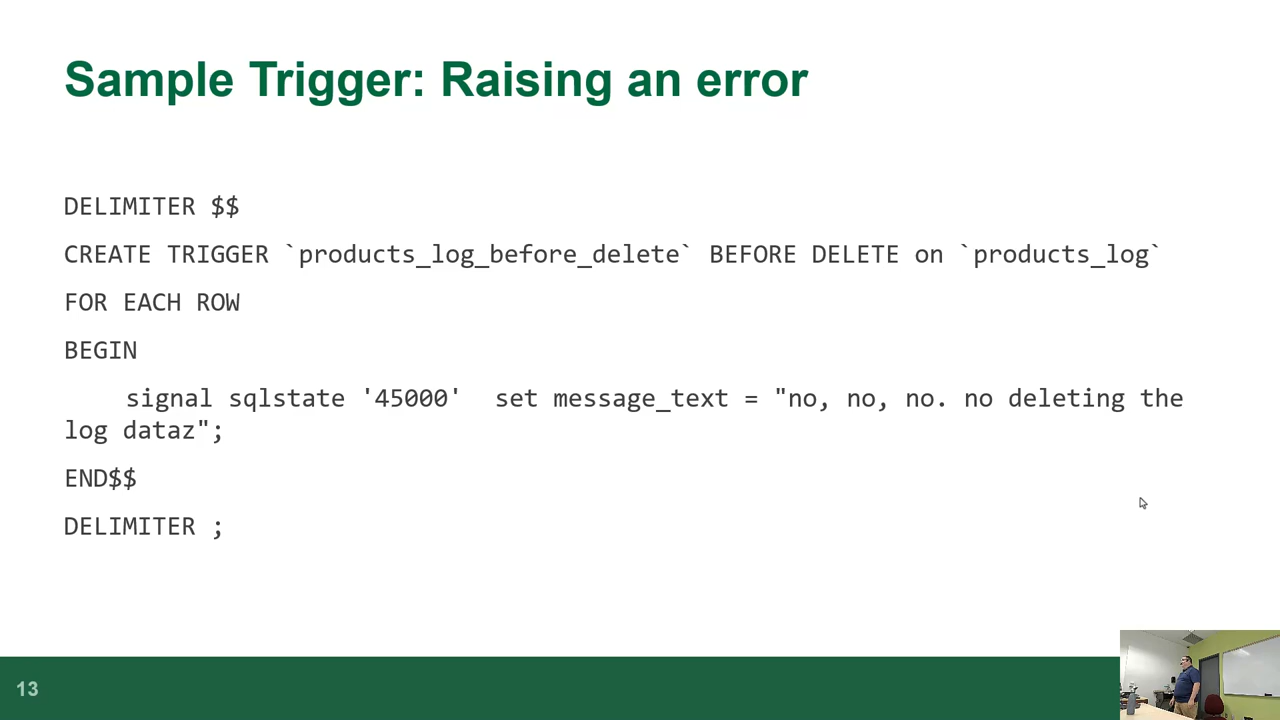 Sample Trigger: Raising an error
DELIMITER $$
CREATE TRIGGER `products_log_before_delete` BEFORE DELETE on `products_log`
FOR EACH ROW
BEGIN
signal sqlstate '45000'  set message_text = "no, no, no. no deleting the
log dataz";
END$$
DELIMITER ;
13